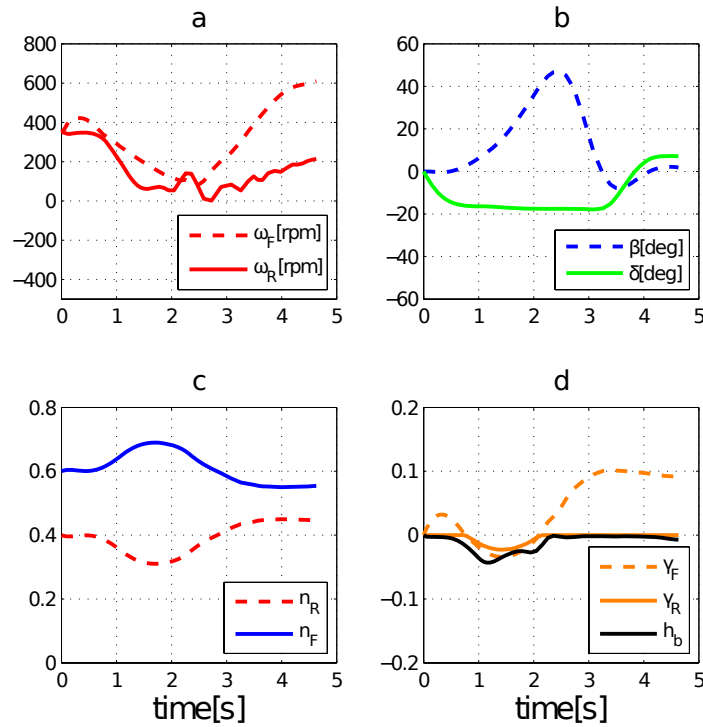 a
b
800
600
400
200
0
−200
−400
0 1 2 3 4 5
ω_F[rpm]
ω_R[rpm]
60
40
20
0
−20
−40
−60
0 1 2 3 4 5
β[deg]
δ[deg]
c
d
0.8
0.6
0.4
0.2
0
0 1 2 3 4 5
n_R
n_F
time[s]
0.2
0.1
0
−0.1
−0.2
0 1 2 3 4 5
γ_F
γ_R
h_b
time[s]